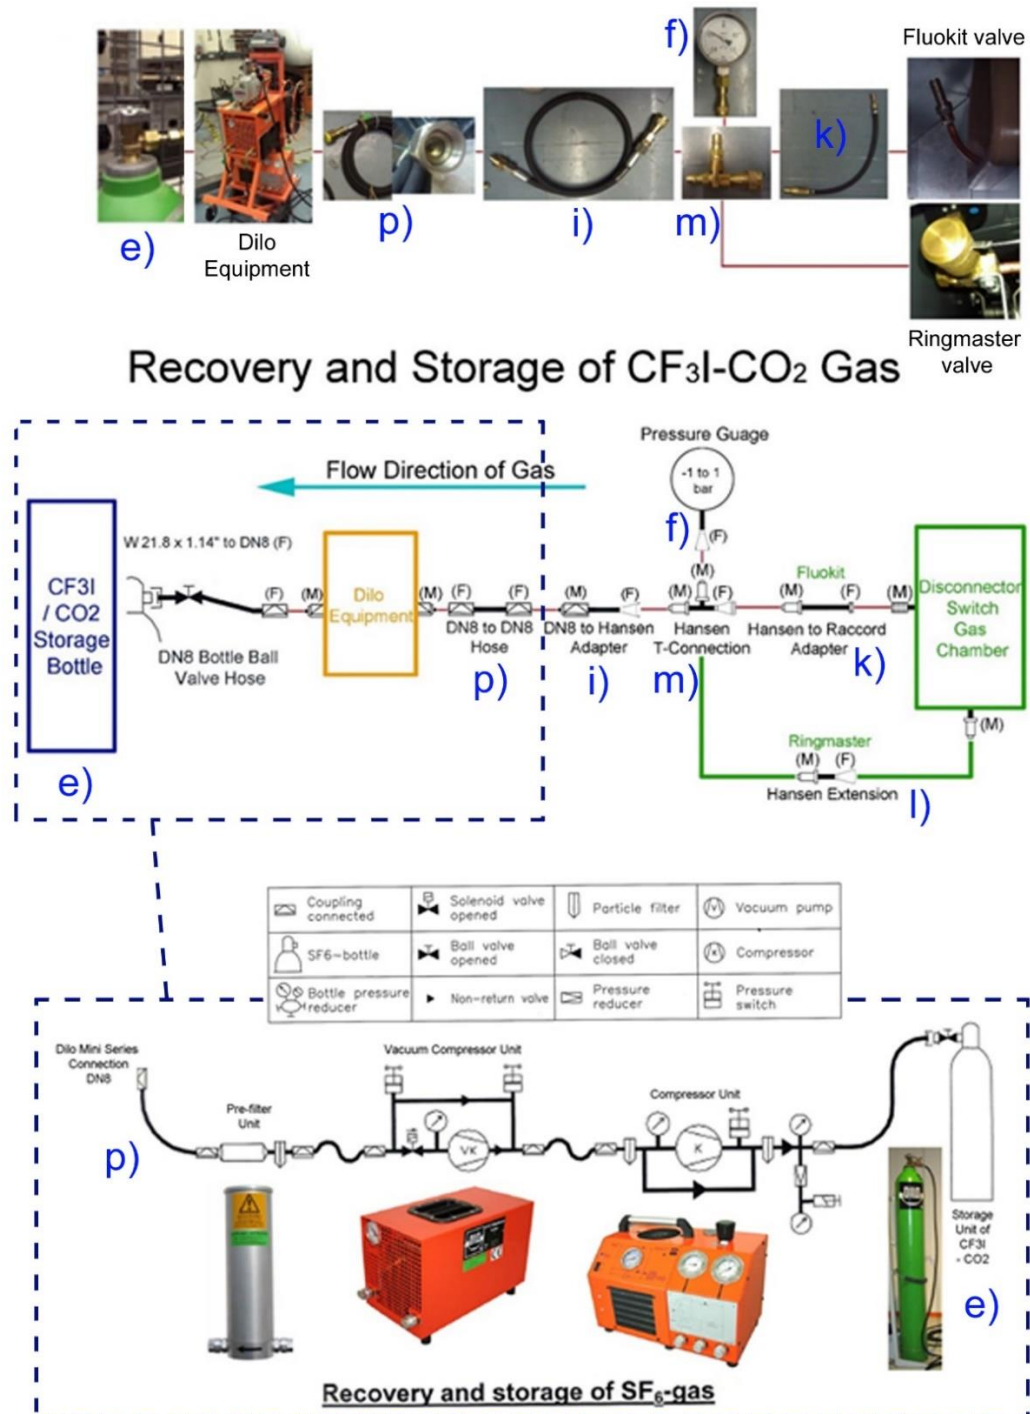 f)
Fluokit valve
k)
e)
Dilo
Equipment
p)
i)
m)
Ringmaster
valve
Recovery and Storage of CF3I-CO2 Gas
Pressure Guage
-1 to 1
bar
Flow Direction of Gas
f)
(F)
W 21.8 x 1.14" to DN8 (F)
(M)
Fluokit
CF3I
/ CO2
Storage
Bottle
(F)
(M)
Dilo
Equipment
(M)
(F)
(F)
(M)
(F)
(M)
(F)
(M)
(F)
(M)
Disconnector
Switch
Gas
Chamber
DN8 Bottle Ball
Valve Hose
DN8 to DN8
Hose
DN8 to Hansen
Adapter
Hansen
T-Connection
Hansen to Raccord
Adapter
p)
i)
m)
k)
(M)
Ringmaster
(M)
(F)
e)
Hansen Extension
l)
Coupling
connected
Solenoid valve
opened
Particle filter
Vacuum pump
SF6-bottle
Ball valve
opened
Ball valve
closed
Compressor
Bottle pressure
reducer
Non-return valve
Pressure
reducer
Pressure
switch
Dilo Mini Series
Connection
DN8
Vacuum Compressor Unit
Compressor Unit
Pre-filter
Unit
p)
VK
K
Storage
Unit of
CF3I
- CO2
e)
Recovery and storage of SF6-gas